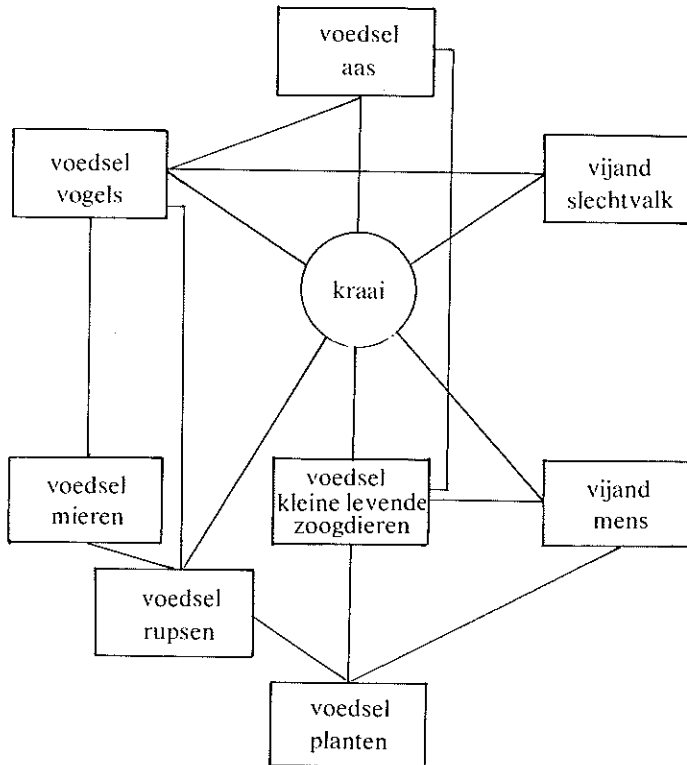 voedsel
aas
voedsel
vogels
vijand
slechtvalk
kraai
voedsel
mieren
voedsel
kleine levende
zoogdieren
vijand
mens
voedsel
rupsen
voedsel
planten